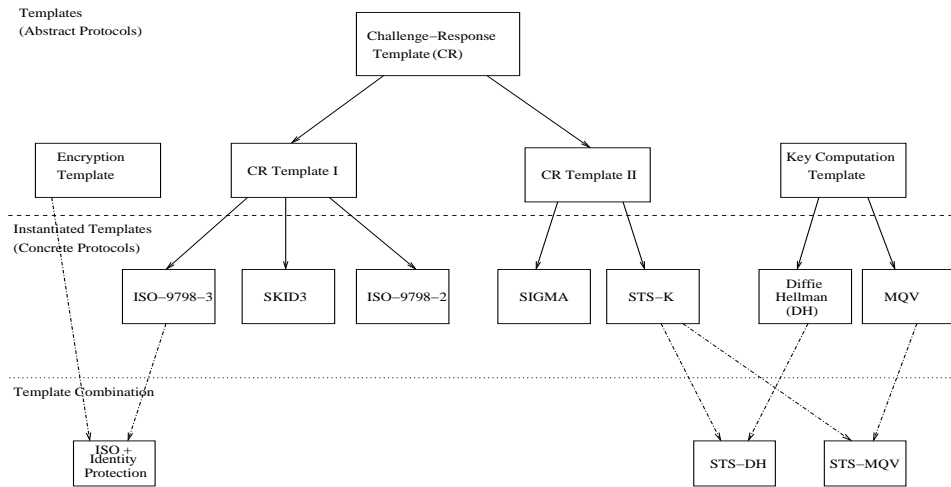 Templates
(Abstract Protocols)
Challenge−Response
Template (CR)
Encryption
Template
CR Template I
CR Template II
Key Computation
Template
Instantiated Templates
(Concrete Protocols)
ISO−9798−3
SKID3
ISO−9798−2
SIGMA
STS−K
Diffie
Hellman
(DH)
MQV
Template Combination
ISO +
Identity
Protection
STS−DH
STS−MQV